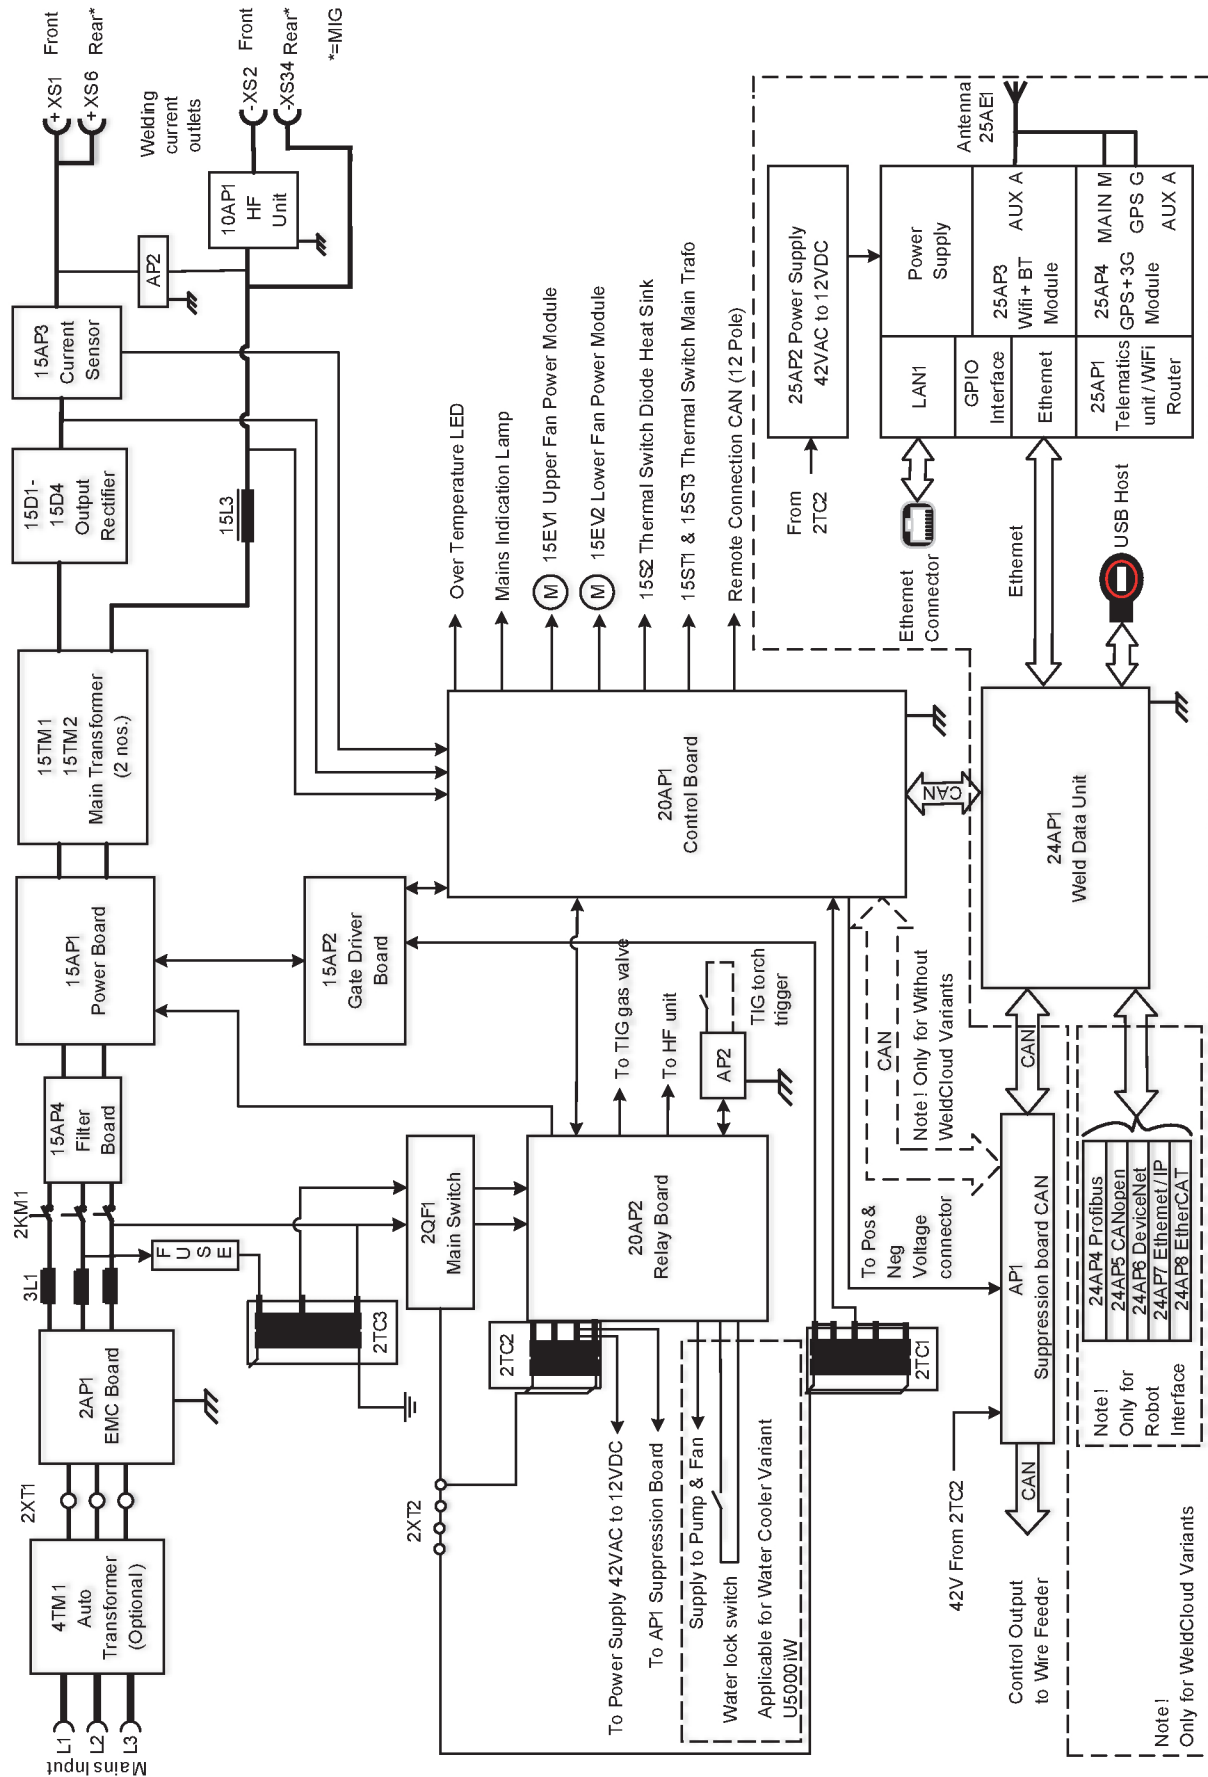 Mains Input
L1
L2
L3
4TM1
Auto
Transformer
(Optional)
2XT1
2AP1
EMC Board
3L1
2KM1
FUSE
15AP4
Filter
Board
15AP1
Power Board
15TM1
15TM2
Main Transformer
(2 nos.)
15D1-
15D4
Output
Rectifier
15AP3
Current
Sensor
+XS1 Front
+XS6 Rear*
Welding
current
outlets
AP2
10AP1
HF
Unit
-XS2 Front
-XS34 Rear*
*=MIG
15L3
2TC3
2QF1
Main Switch
15AP2
Gate Driver
Board
2XT2
2TC2
20AP2
Relay Board
To TIG gas valve
To HF unit
AP2
TIG torch
trigger
To Power Supply 42VAC to 12VDC
To AP1 Suppression Board
Supply to Pump & Fan
Water lock switch
Applicable for Water Cooler Variant
U5000iW
2TC1
20AP1
Control Board
Over Temperature LED
Mains Indication Lamp
M
15EV1 Upper Fan Power Module
M
15EV2 Lower Fan Power Module
15S2 Thermal Switch Diode Heat Sink
15ST1 & 15ST3 Thermal Switch Main Trafo
Remote Connection CAN (12 Pole)
To Pos &
Neg
Voltage
connector
CAN
Note! Only for Without
WeldCloud Variants
CAN
42V From 2TC2
AP1
Suppression board CAN
CAN
Control Output
to Wire Feeder
CAN
24AP1
Weld Data Unit
Ethernet
USB Host
Ethernet
Connector
From
2TC2
25AP2 Power Supply
42VAC to 12VDC
Antenna
25AE1
LAN1
Power
Supply
GPIO
Interface
Ethernet
25AP3
Wifi + BT
Module
AUX A
25AP1
Telematics
unit / WiFi
Router
25AP4
GPS+3G
Module
MAIN M
GPS G
AUX A
Note!
Only for
Robot
Interface
24AP4 Profibus
24AP5 CANopen
24AP6 DeviceNet
24AP7 Ethernet / IP
24AP8 EtherCAT
Note!
Only for WeldCloud Variants